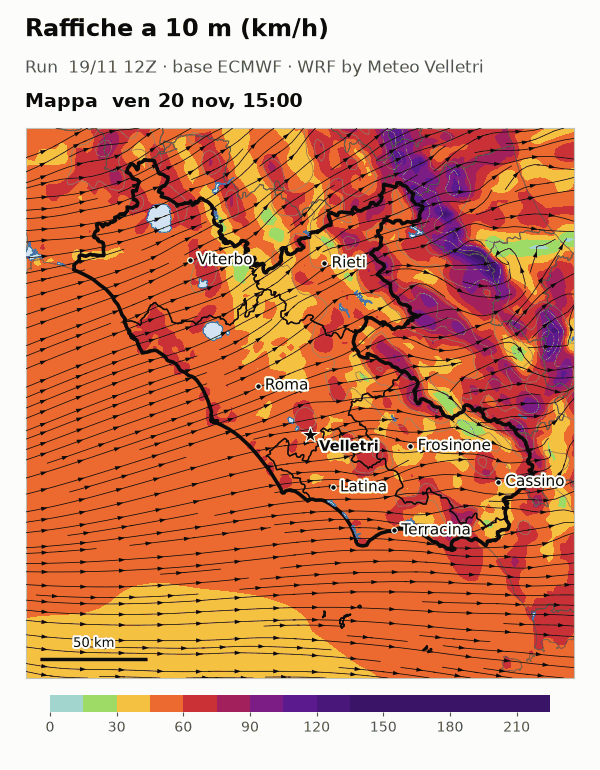 Raffiche a 10 m (km/h)
Run  19/11 12Z · base ECMWF · WRF by Meteo Velletri
Mappa  ven 20 nov, 15:00
Viterbo
Rieti
Roma
Velletri
Frosinone
Latina
Cassino
Terracina
50 km
0 30 60 90 120 150 180 210